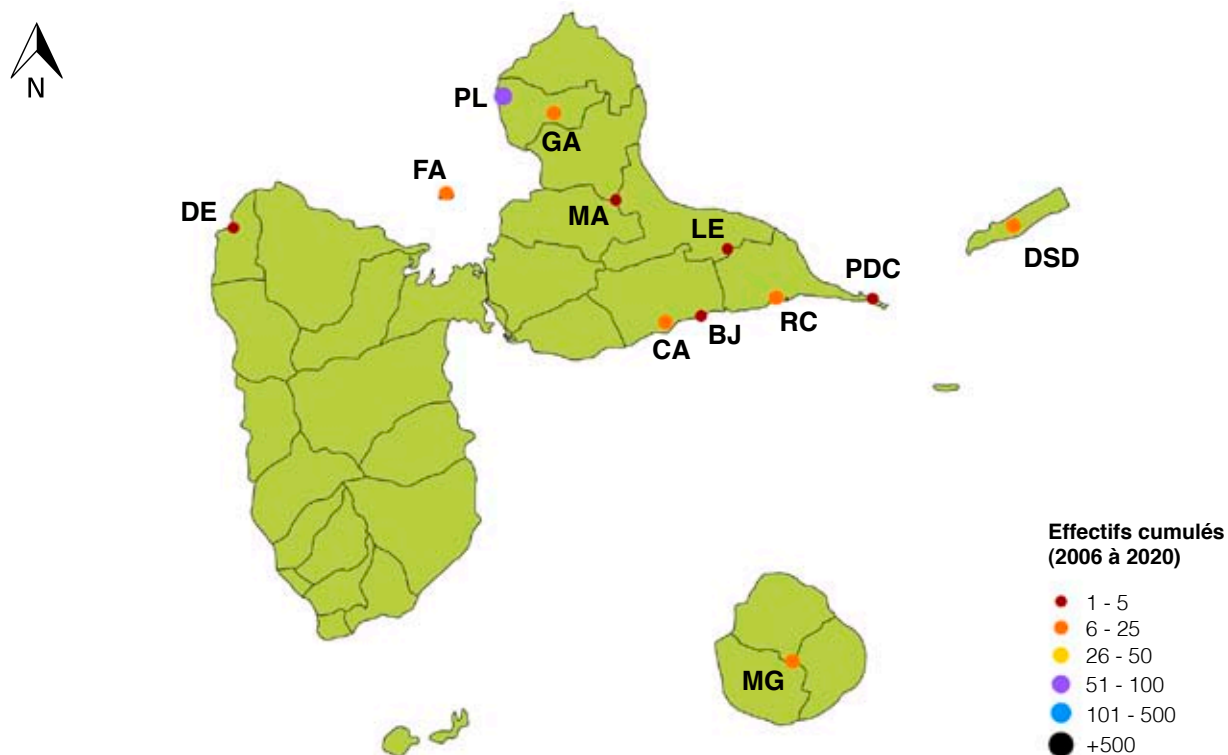 N
PL
GA
FA
DE
MA
LE
DSD
PDC
RC
BJ
CA
MG
Effectifs cumulés
(2006 à 2020)
1 - 5
6 - 25
26 - 50
51 - 100
101 - 500
+500